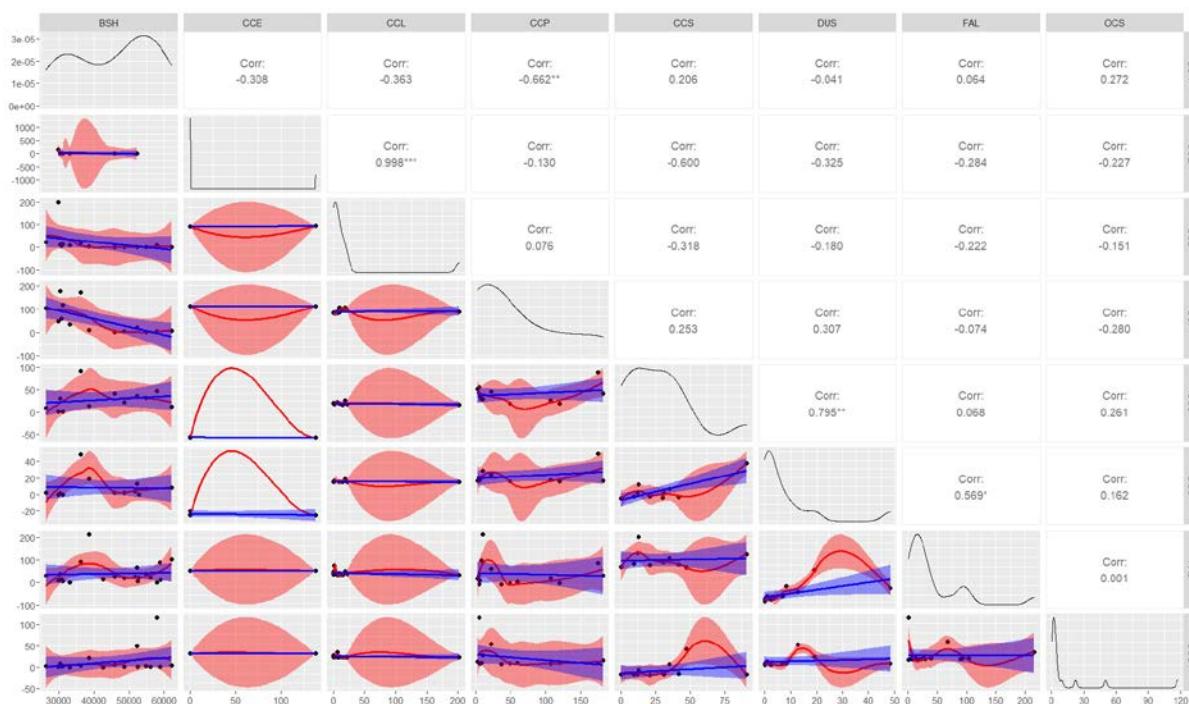 BSH CCE CCL CCP CCS DUS FAL OCS
3e-05
2e-05
1e-05
0e+00
Corr: Corr: Corr: Corr: Corr: Corr: Corr:
-0.308 -0.363 -0.662** 0.206 -0.041 0.064 0.272
1000
500
0
-500
-1000
Corr: Corr: Corr: Corr: Corr: Corr:
0.998*** -0.130 -0.600 -0.325 -0.284 -0.227
200
100
0
-100
Corr: Corr: Corr: Corr: Corr:
0.076 -0.318 -0.180 -0.222 -0.151
200
100
0
-100
Corr: Corr: Corr: Corr:
0.253 0.307 -0.074 -0.280
100
50
0
-50
Corr: Corr: Corr:
0.795** 0.068 0.261
40
20
0
-20
Corr: Corr:
0.569* 0.162
200
100
0
-100
Corr:
0.001
100
50
0
-50
30000 40000 50000 60000 0 50 100 0 50 100 150 200 0 50 100 150 0 25 50 75 0 10 20 30 40 50 0 50 100 150 200 0 30 60 90 120